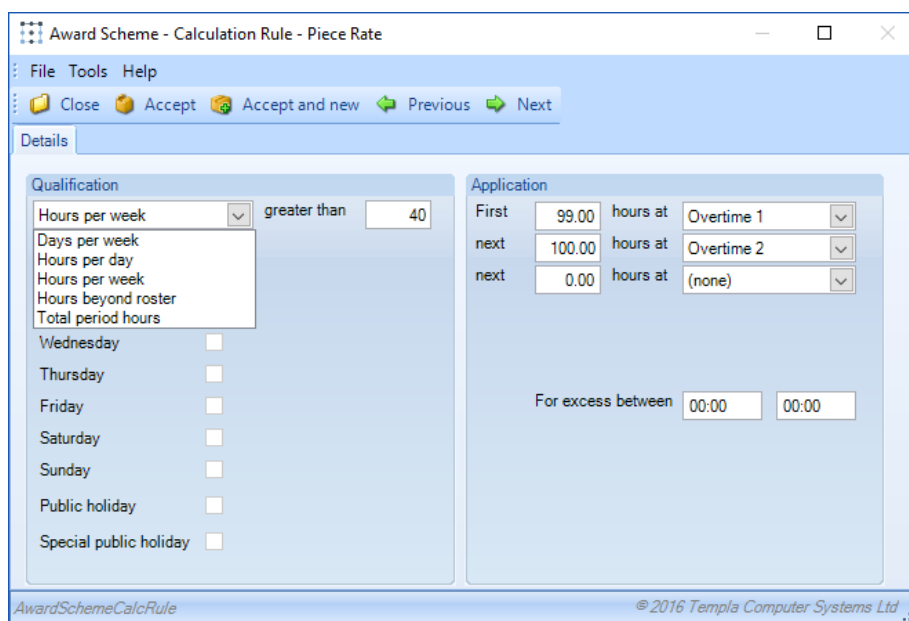 Award Scheme - Calculation Rule - Piece Rate
File Tools Help
Close Accept Accept and new Previous Next
Details
Qualification
Hours per week greater than 40
Days per week
Hours per day
Hours per week
Hours beyond roster
Total period hours
Wednesday
Thursday
Friday
Saturday
Sunday
Public holiday
Special public holiday
Application
First 99.00 hours at Overtime 1
next 100.00 hours at Overtime 2
next 0.00 hours at (none)
For excess between 00:00 00:00
AwardSchemeCalcRule
© 2016 Templa Computer Systems Ltd